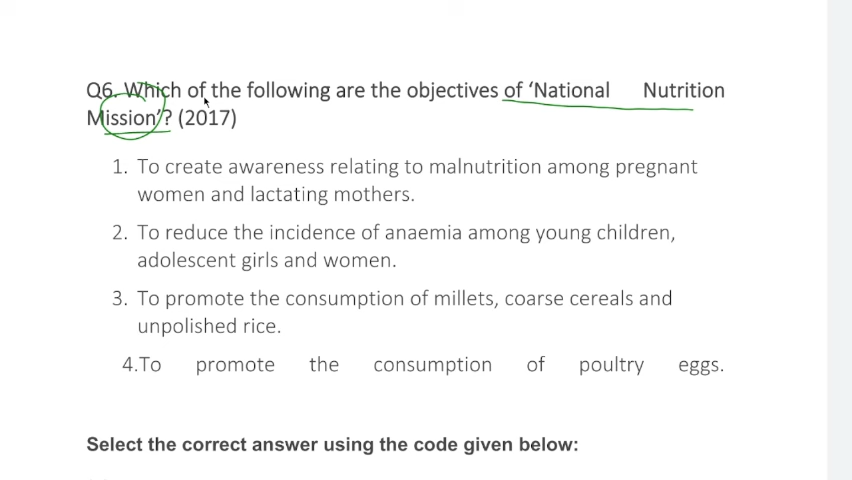 Q6. Which of the following are the objectives of ‘National Nutrition
Mission’? (2017)
1. To create awareness relating to malnutrition among pregnant
women and lactating mothers.
2. To reduce the incidence of anaemia among young children,
adolescent girls and women.
3. To promote the consumption of millets, coarse cereals and
unpolished rice.
4.To promote the consumption of poultry eggs.
Select the correct answer using the code given below: